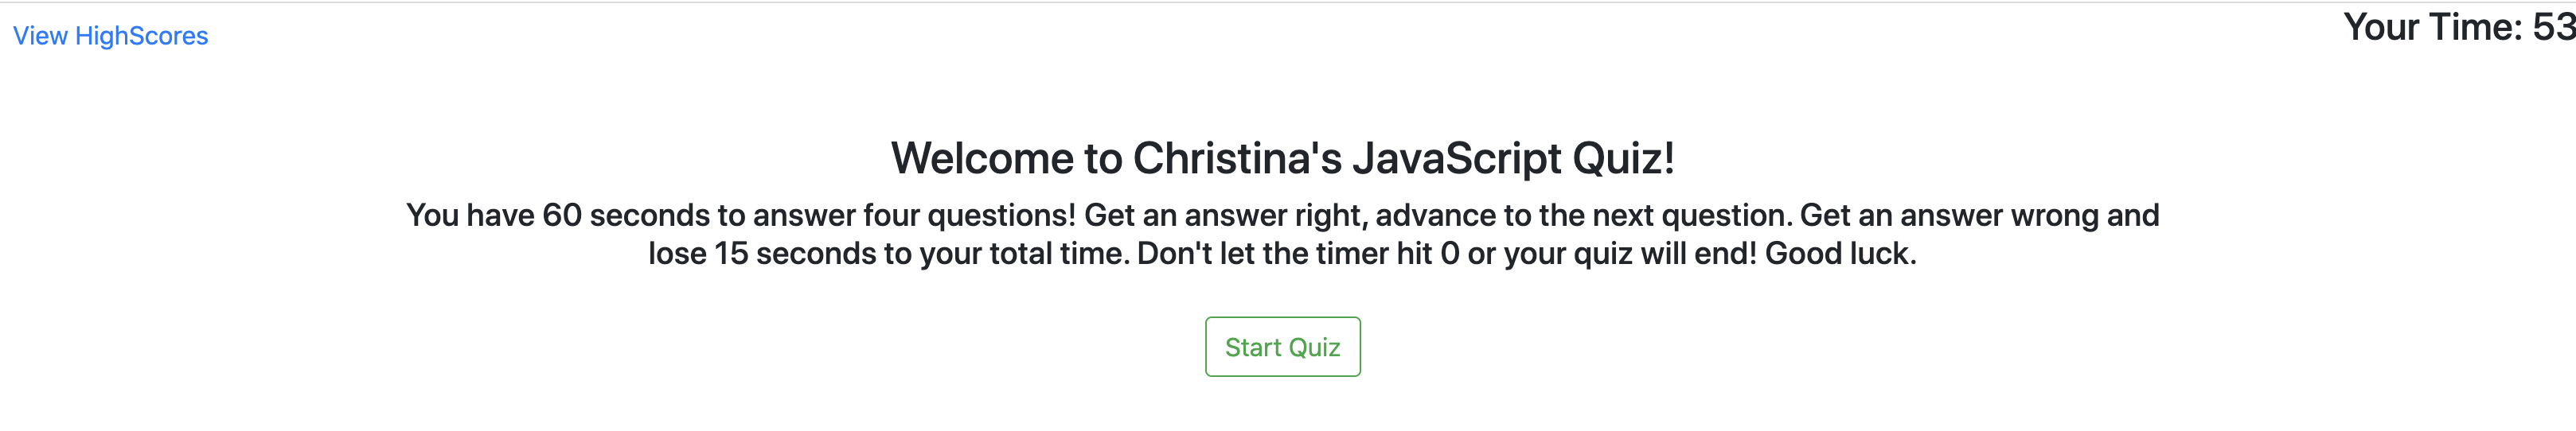 View HighScores
Your Time: 53
Welcome to Christina's JavaScript Quiz!
You have 60 seconds to answer four questions! Get an answer right, advance to the next question. Get an answer wrong and
lose 15 seconds to your total time. Don't let the timer hit 0 or your quiz will end! Good luck.
Start Quiz